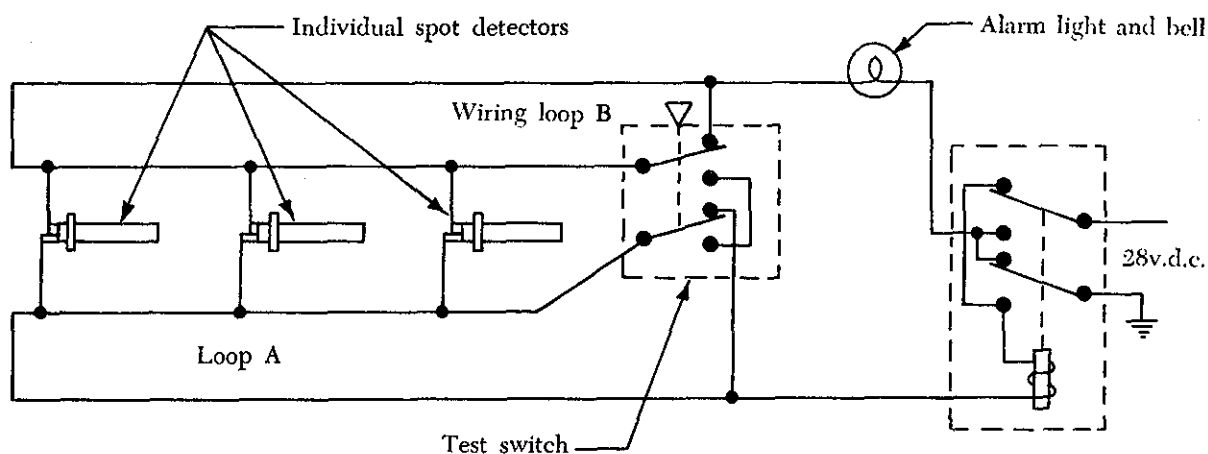 Individual spot detectors
Alarm light and bell
Wiring loop B
28v.d.c.
Loop A
Test switch